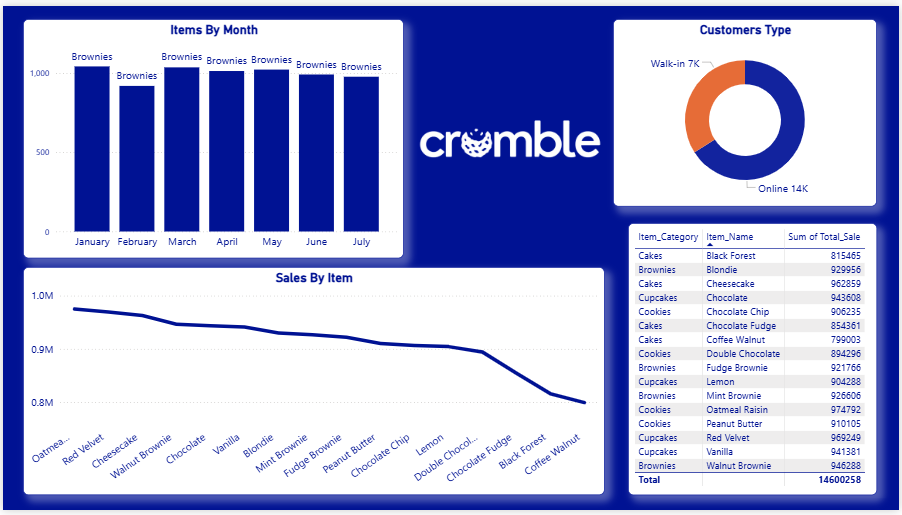 Items By Month
Brownies Brownies Brownies Brownies Brownies Brownies Brownies
1,000
500
0
January February March April May June July
crumble
Customers Type
Walk-in 7K
Online 14K
Sales By Item
1.0M
0.9M
0.8M
Oatmea... Red Velvet Cheesecake Walnut Brownie Chocolate Vanilla Blondie Mint Brownie Fudge Brownie Peanut Butter Chocolate Chip Lemon Double Chocol... Chocolate Fudge Black Forest Coffee Walnut
Item_Category Item_Name Sum of Total_Sale
Cakes Black Forest 815465
Brownies Blondie 929956
Cakes Cheesecake 962859
Cupcakes Chocolate 943608
Cookies Chocolate Chip 906235
Cakes Chocolate Fudge 854361
Cakes Coffee Walnut 799003
Cookies Double Chocolate 894296
Brownies Fudge Brownie 921766
Cupcakes Lemon 904288
Brownies Mint Brownie 926606
Cookies Oatmeal Raisin 974792
Cookies Peanut Butter 910105
Cupcakes Red Velvet 969249
Cupcakes Vanilla 941381
Brownies Walnut Brownie 946288
Total 14600258